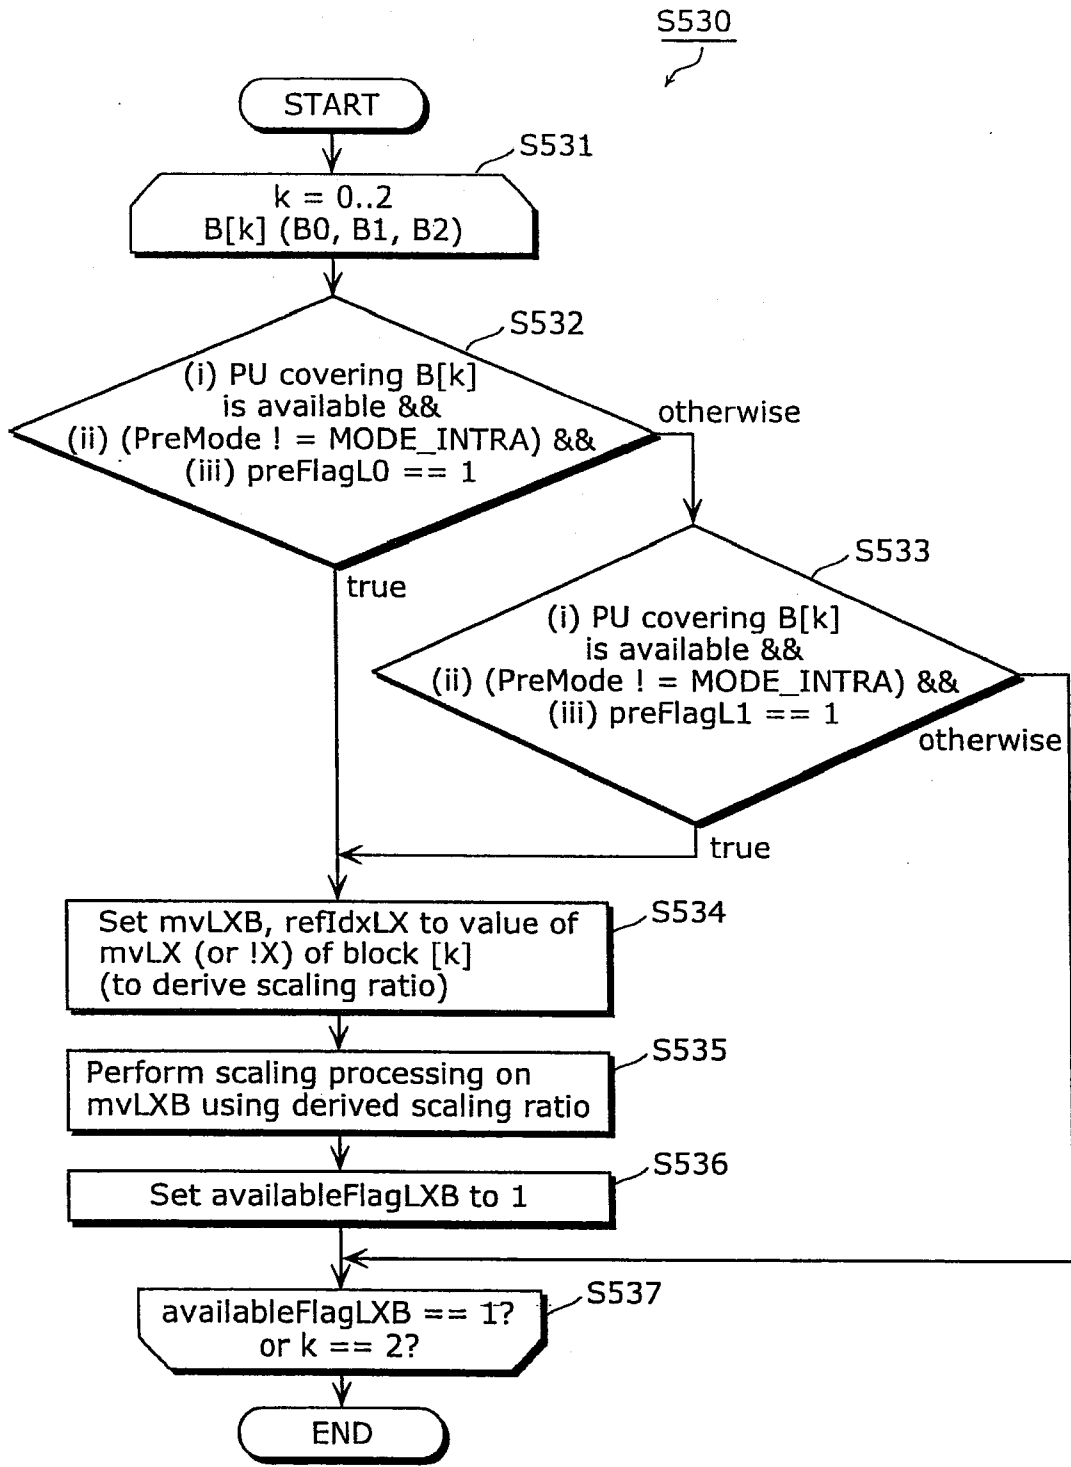 S530
START
S531
k = 0..2
B[k] (B0, B1, B2)
S532
(i) PU covering B[k]
is available &&
(ii) (PreMode ! = MODE_INTRA) &&
(iii) preFlagL0 == 1
otherwise
true
S533
(i) PU covering B[k]
is available &&
(ii) (PreMode ! = MODE_INTRA) &&
(iii) preFlagL1 == 1
otherwise
true
S534
Set mvLXB, refIdxLX to value of
mvLX (or !X) of block [k]
(to derive scaling ratio)
S535
Perform scaling processing on
mvLXB using derived scaling ratio
S536
Set availableFlagLXB to 1
S537
availableFlagLXB == 1?
or k == 2?
END